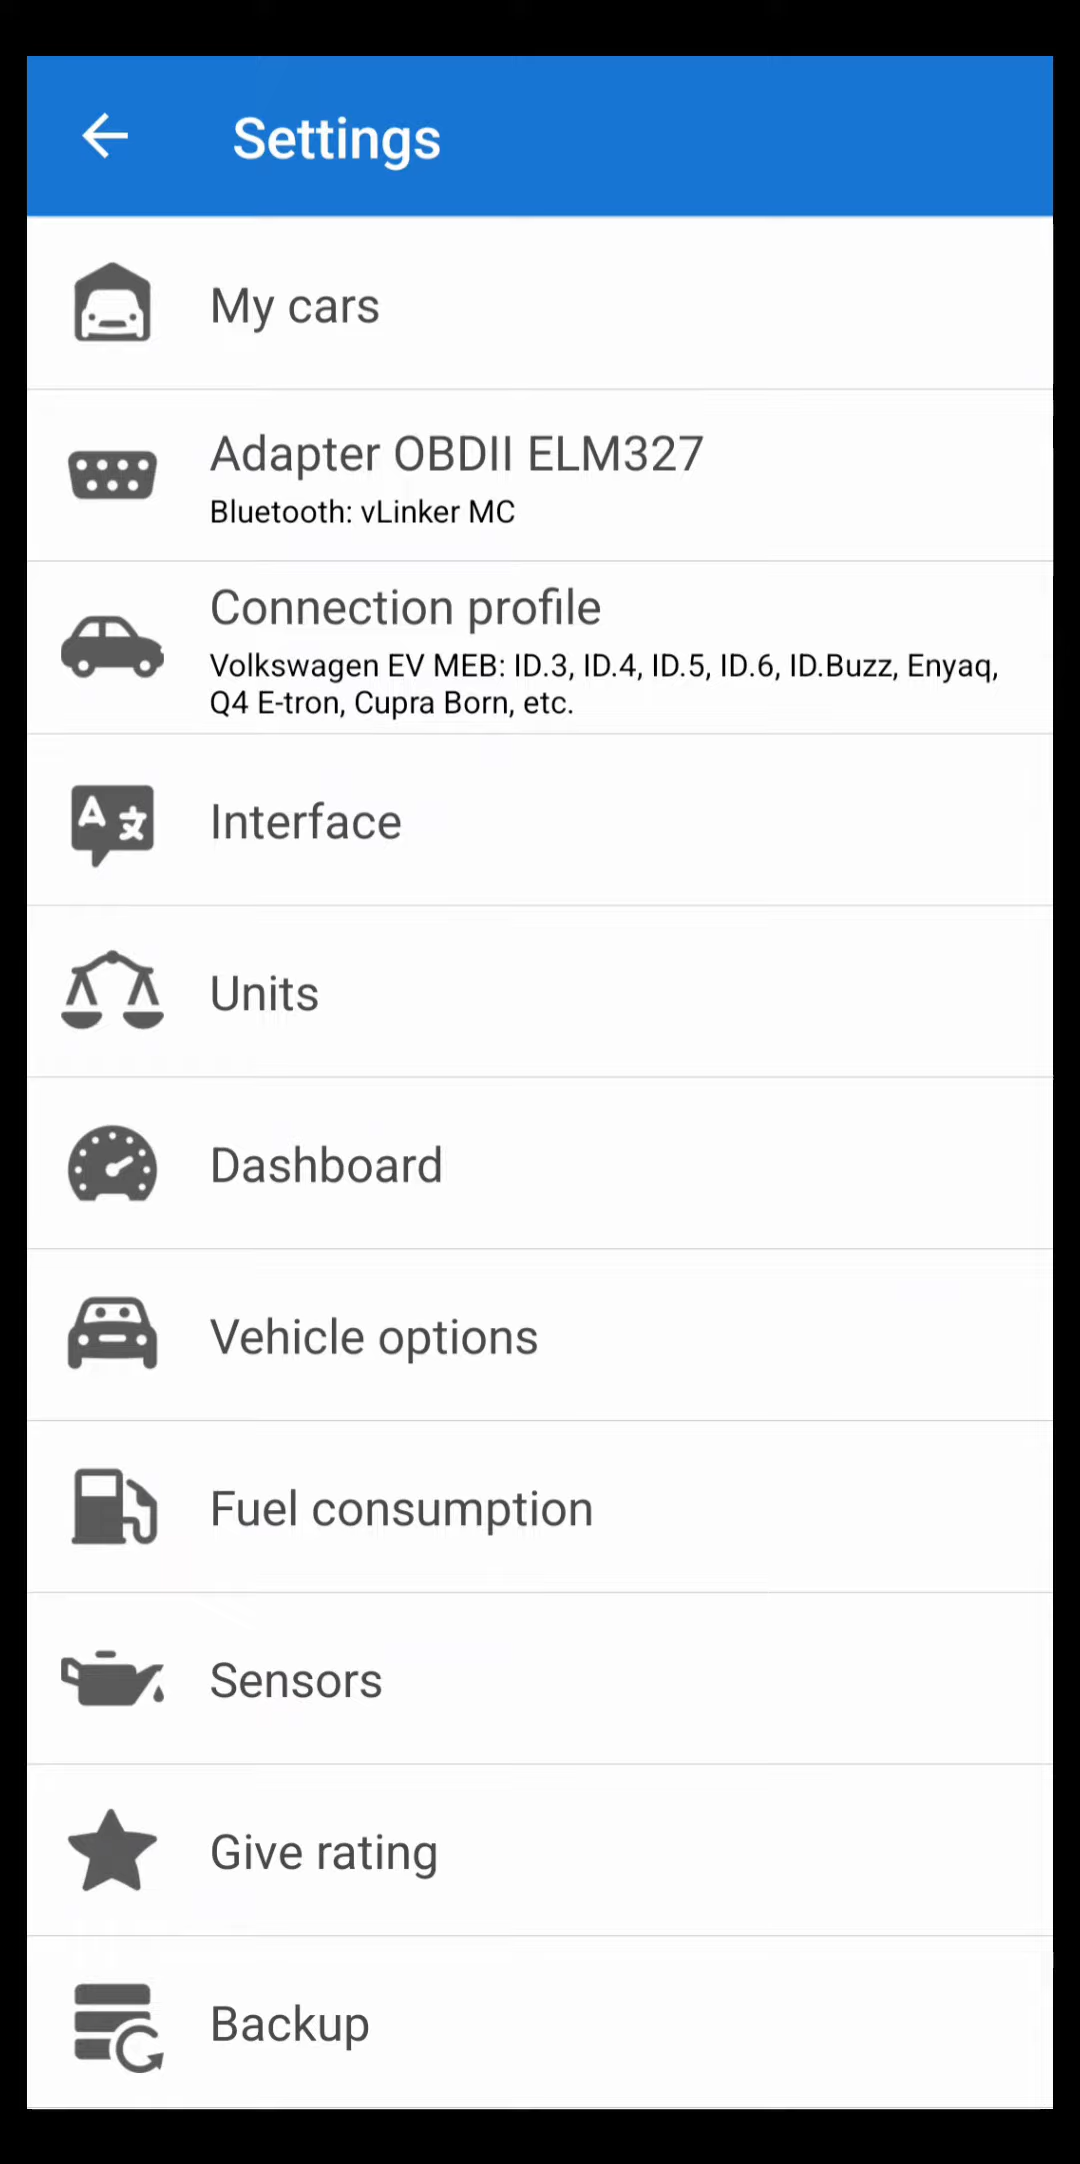 Settings
My cars
Adapter OBDII ELM327
Bluetooth: vLinker MC
Connection profile
Volkswagen EV MEB: ID.3, ID.4, ID.5, ID.6, ID.Buzz, Enyaq,
Q4 E-tron, Cupra Born, etc.
Interface
Units
Dashboard
Vehicle options
Fuel consumption
Sensors
Give rating
Backup